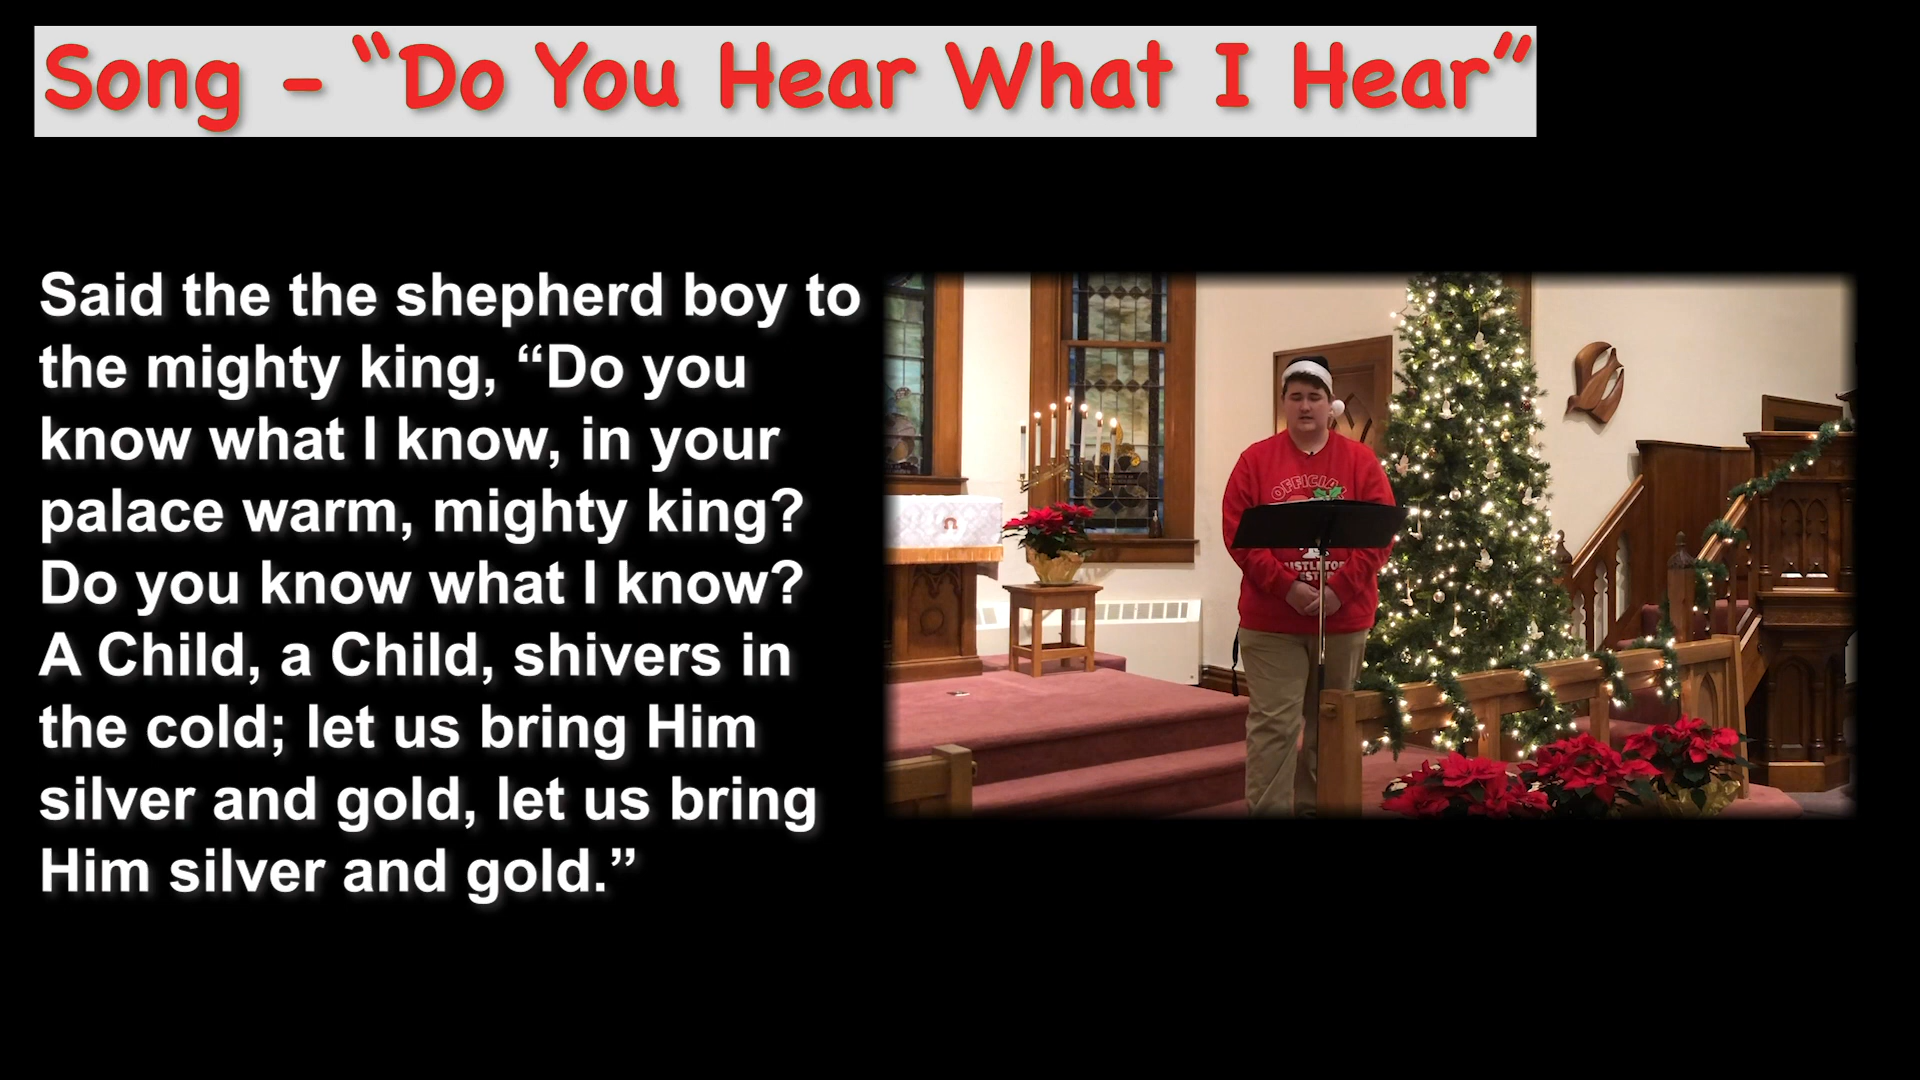 Song - “Do You Hear What I Hear”
Said the the shepherd boy to
the mighty king, “Do you
know what I know, in your
palace warm, mighty king?
Do you know what I know?
A Child, a Child, shivers in
the cold; let us bring Him
silver and gold, let us bring
Him silver and gold.”
OFFICIAL